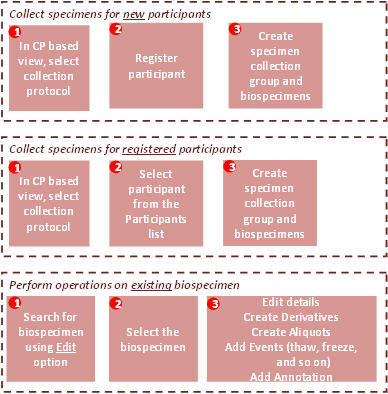 Collect specimens for new participants
1
In CP based
view, select
collection
protocol
2
Register
participant
3
Create
specimen
collection
group and
biospecimens
Collect specimens for registered participants
1
In CP based
view, select
collection
protocol
2
Select
participant
from the
Participants
list
3
Create
specimen
collection
group and
biospecimens
Perform operations on existing biospecimen
1
Search for
biospecimen
using Edit
option
2
Select the
biospecimen
3
Edit details
Create Derivatives
Create Aliquots
Add Events (thaw, freeze,
and so on)
Add Annotation